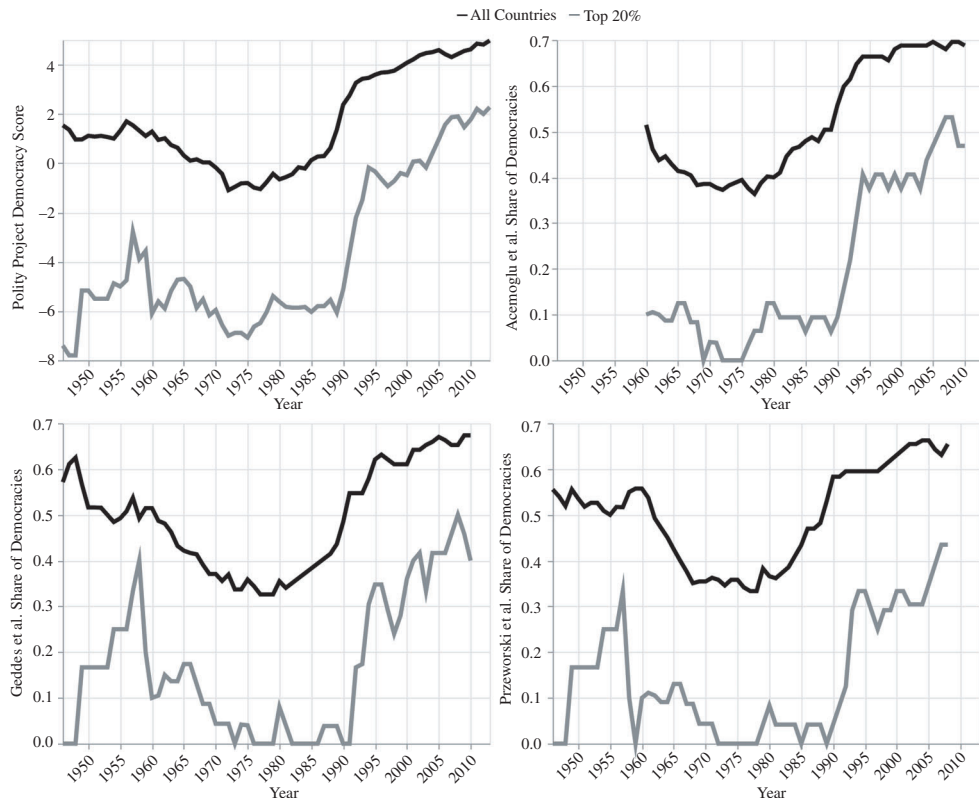 All Countries Top 20%
Polity Project Democracy Score
4
2
0
−2
−4
−6
−8
1950 1955 1960 1965 1970 1975 1980 1985 1990 1995 2000 2005 2010
Year
Acemoglu et al. Share of Democracies
0.7
0.6
0.5
0.4
0.3
0.2
0.1
0.0
1950 1955 1960 1965 1970 1975 1980 1985 1990 1995 2000 2005 2010
Year
Geddes et al. Share of Democracies
0.7
0.6
0.5
0.4
0.3
0.2
0.1
0.0
1950 1955 1960 1965 1970 1975 1980 1985 1990 1995 2000 2005 2010
Year
Przeworski et al. Share of Democracies
0.7
0.6
0.5
0.4
0.3
0.2
0.1
0.0
1950 1955 1960 1965 1970 1975 1980 1985 1990 1995 2000 2005 2010
Year